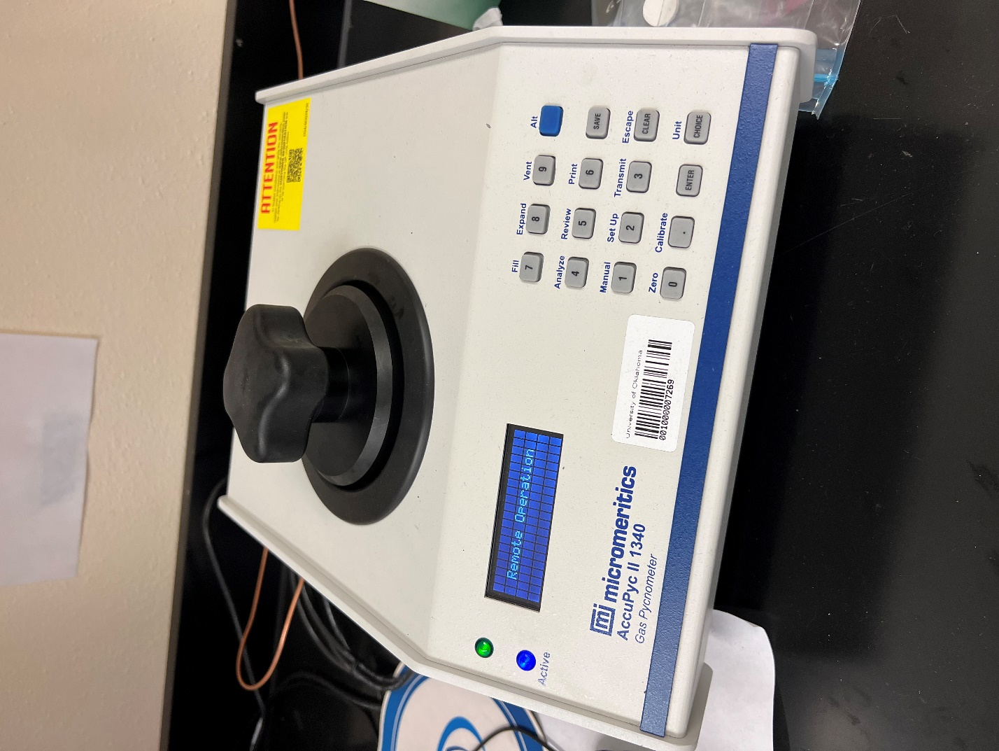 ATTENTION
Remote Operation
Active
mi micromeritics
AccuPyc II 1340
Gas Pycnometer
University of Oklahoma
001000007269
Fill Expand Vent Alt
7 8 9
Analyze Review Print
4 5 6 SAVE
Manual Set Up Transmit Escape
1 2 3 CLEAR
Zero Calibrate Unit
0 . ENTER CHOICE